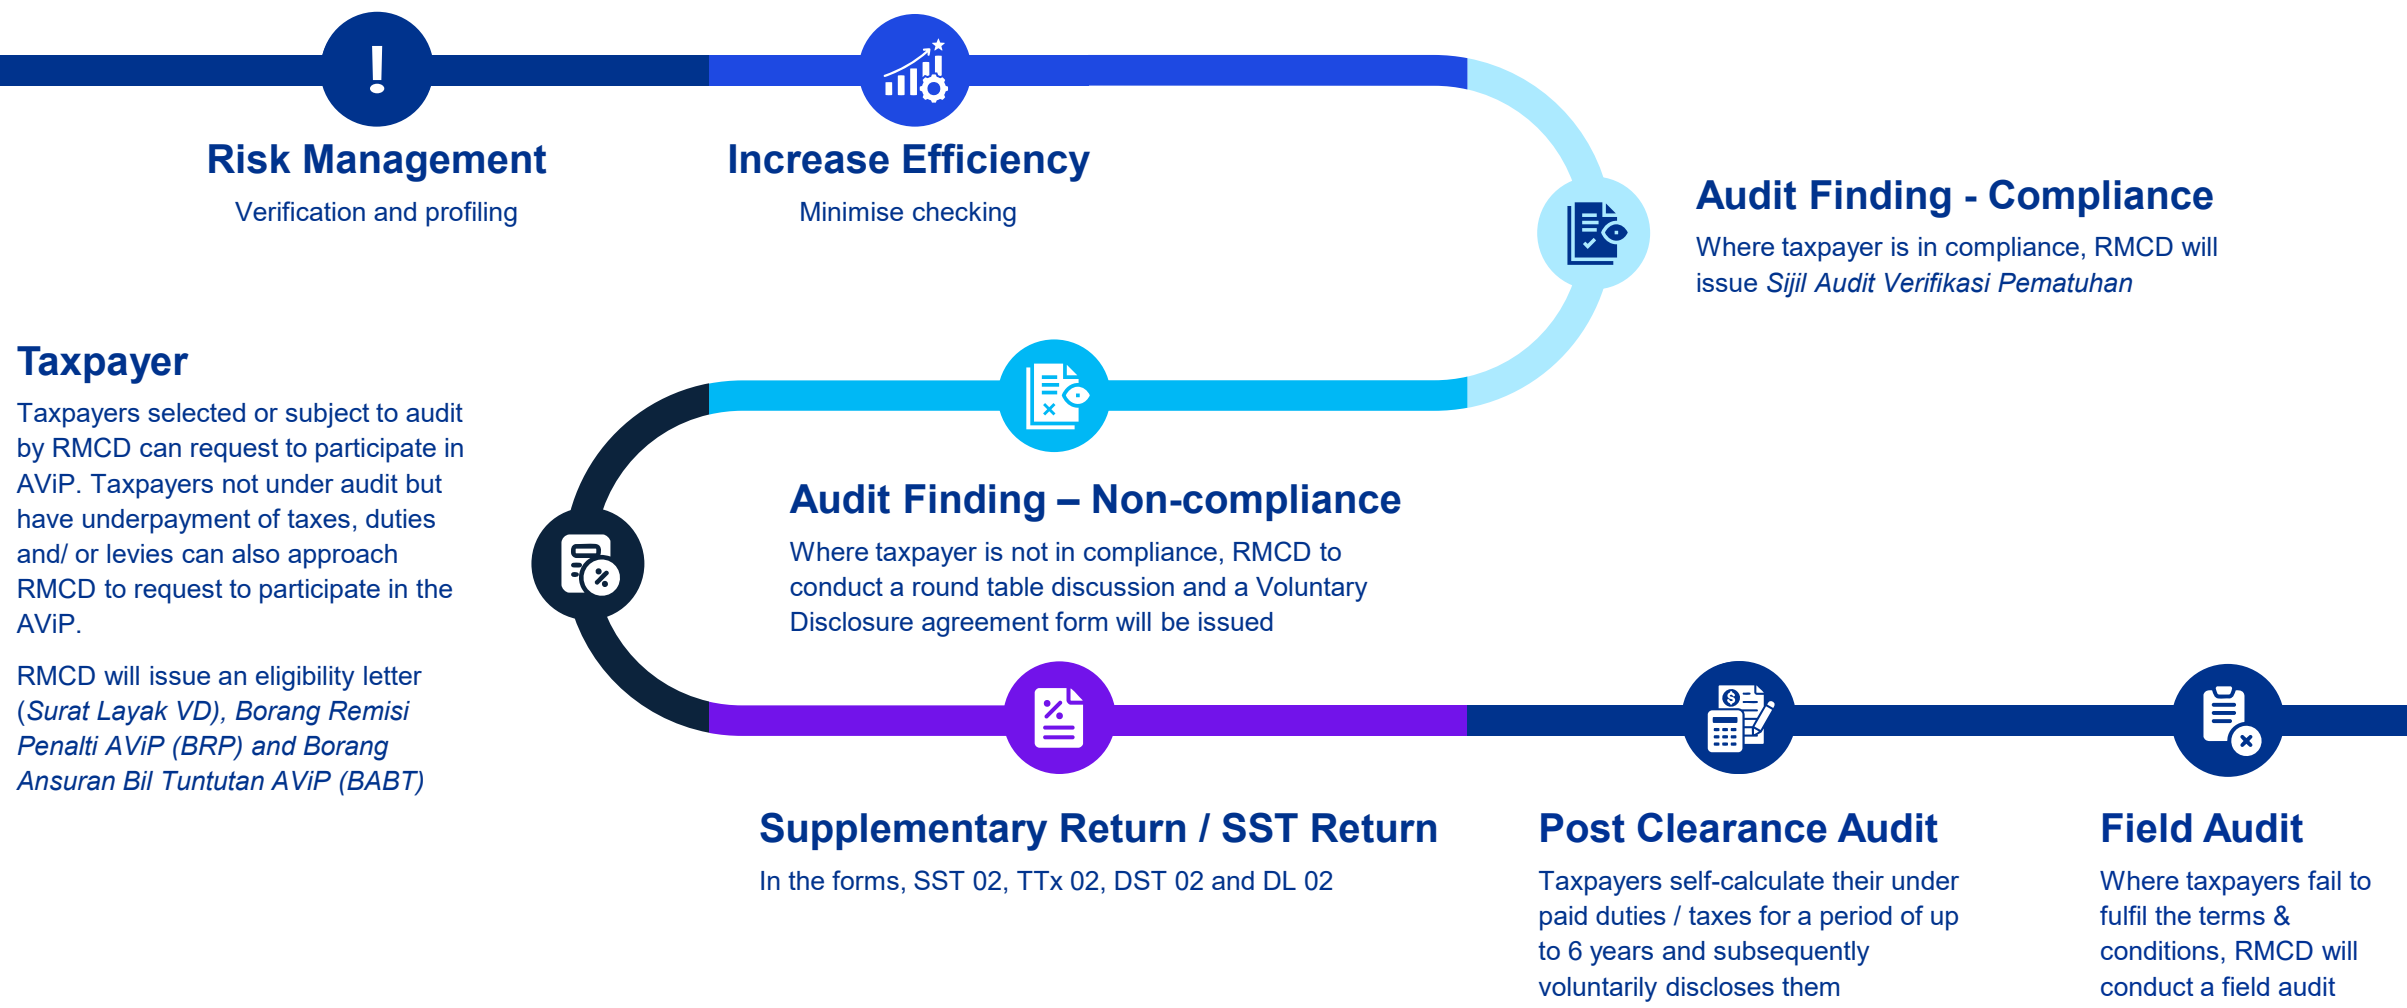 Risk Management
Verification and profiling
Increase Efficiency
Minimise checking
Audit Finding - Compliance
Where taxpayer is in compliance, RMCD will
issue Sijil Audit Verifikasi Pematuhan
Audit Finding – Non-compliance
Where taxpayer is not in compliance, RMCD to
conduct a round table discussion and a Voluntary
Disclosure agreement form will be issued
Taxpayer
Taxpayers selected or subject to audit
by RMCD can request to participate in
AViP. Taxpayers not under audit but
have underpayment of taxes, duties
and/ or levies can also approach
RMCD to request to participate in the
AViP.
RMCD will issue an eligibility letter
(Surat Layak VD), Borang Remisi
Penalti AViP (BRP) and Borang
Ansuran Bil Tuntutan AViP (BABT)
Supplementary Return / SST Return
In the forms, SST 02, TTx 02, DST 02 and DL 02
Post Clearance Audit
Taxpayers self-calculate their under
paid duties / taxes for a period of up
to 6 years and subsequently
voluntarily discloses them
Field Audit
Where taxpayers fail to
fulfil the terms &
conditions, RMCD will
conduct a field audit